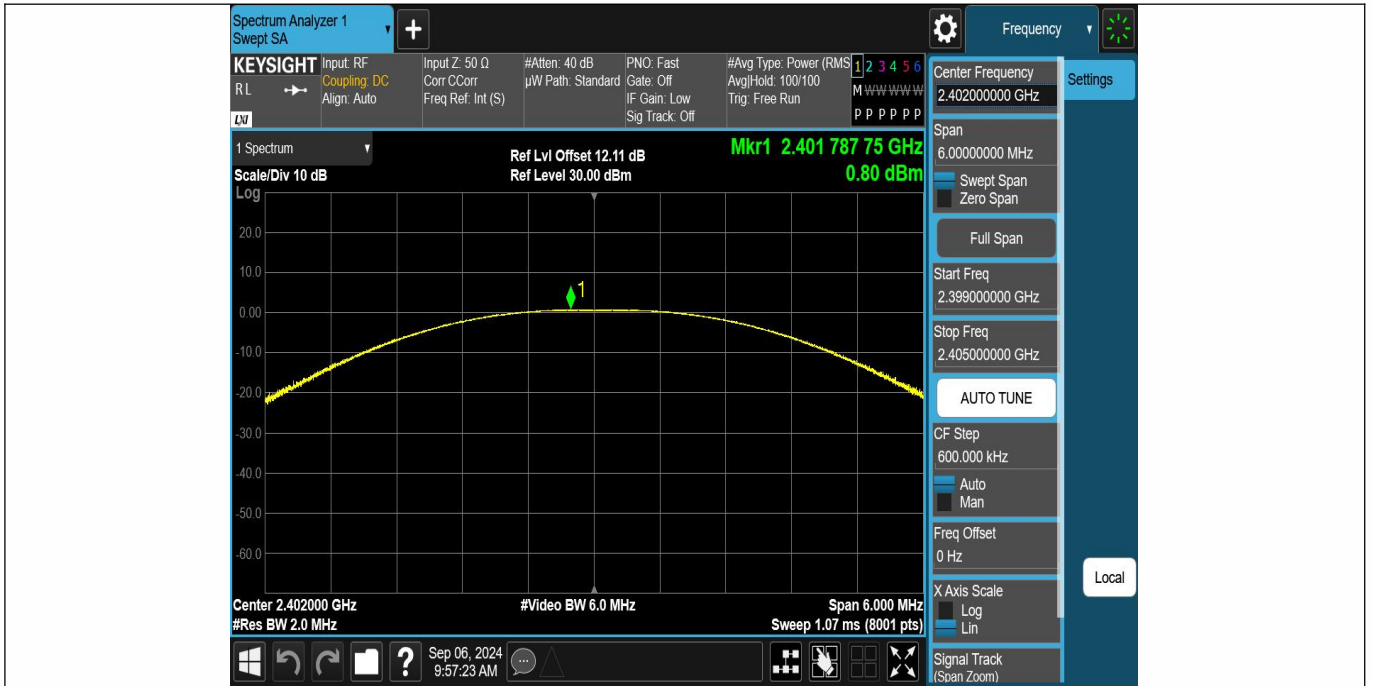 Spectrum Analyzer 1
Swept SA
+
Frequency
KEYSIGHT
RL
LXI
Input: RF
Coupling: DC
Align: Auto
Input Z: 50 Ω
Corr CCorr
Freq Ref: Int (S)
#Atten: 40 dB
µW Path: Standard
PNO: Fast
Gate: Off
IF Gain: Low
Sig Track: Off
#Avg Type: Power (RMS
Avg|Hold: 100/100
Trig: Free Run
1 2 3 4 5 6
M W W W W W
P P P P P P
1 Spectrum
Scale/Div 10 dB
Ref Lvl Offset 12.11 dB
Ref Level 30.00 dBm
Mkr1 2.401 787 75 GHz
0.80 dBm
Log
20.0
10.0
0.00
-10.0
-20.0
-30.0
-40.0
-50.0
-60.0
1
Center 2.402000 GHz
#Res BW 2.0 MHz
#Video BW 6.0 MHz
Span 6.000 MHz
Sweep 1.07 ms (8001 pts)
?
Sep 06, 2024
9:57:23 AM
Center Frequency
2.402000000 GHz
Settings
Span
6.00000000 MHz
Swept Span
Zero Span
Full Span
Start Freq
2.399000000 GHz
Stop Freq
2.405000000 GHz
AUTO TUNE
CF Step
600.000 kHz
Auto
Man
Freq Offset
0 Hz
X Axis Scale
Log
Lin
Local
Signal Track
(Span Zoom)